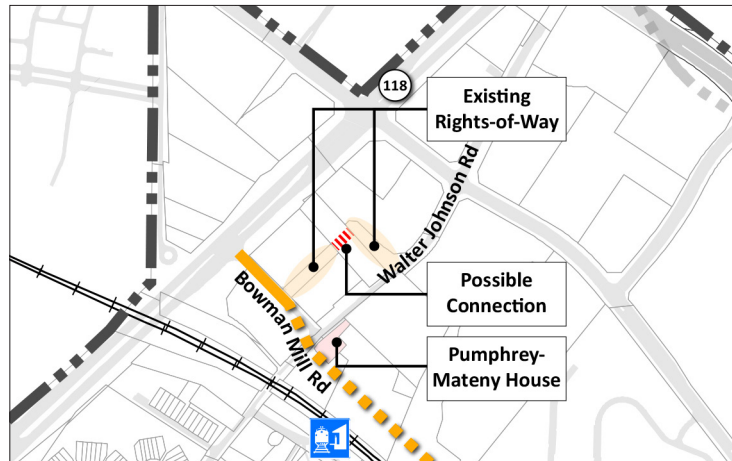 118
Existing
Rights-of-Way
Walter Johnson Rd
Possible
Connection
Bowman Mill Rd
Pumphrey-
Mateny House